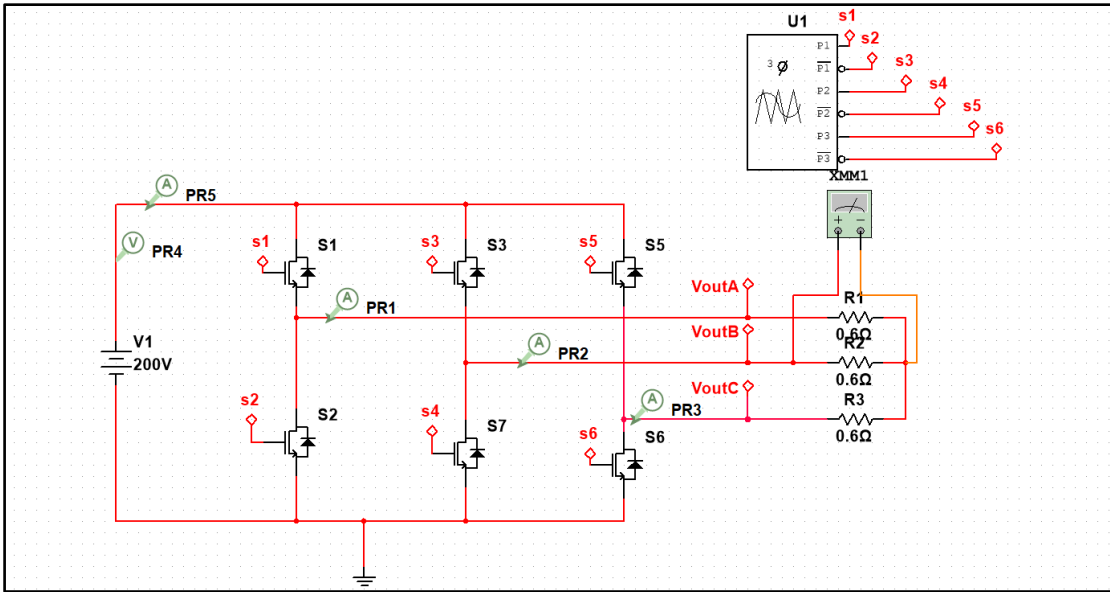 U1
s1
P1
s2
P1
s3
3
P2
s4
P2
s5
P3
s6
P3
XMM1
+ −
A
PR5
V
PR4
s1
S1
s3
S3
s5
S5
A
PR1
VoutA
R1
0.6Ω
V1
200V
A
PR2
VoutB
R2
0.6Ω
VoutC
A
PR3
R3
0.6Ω
s2
S2
s4
S7
s6
S6